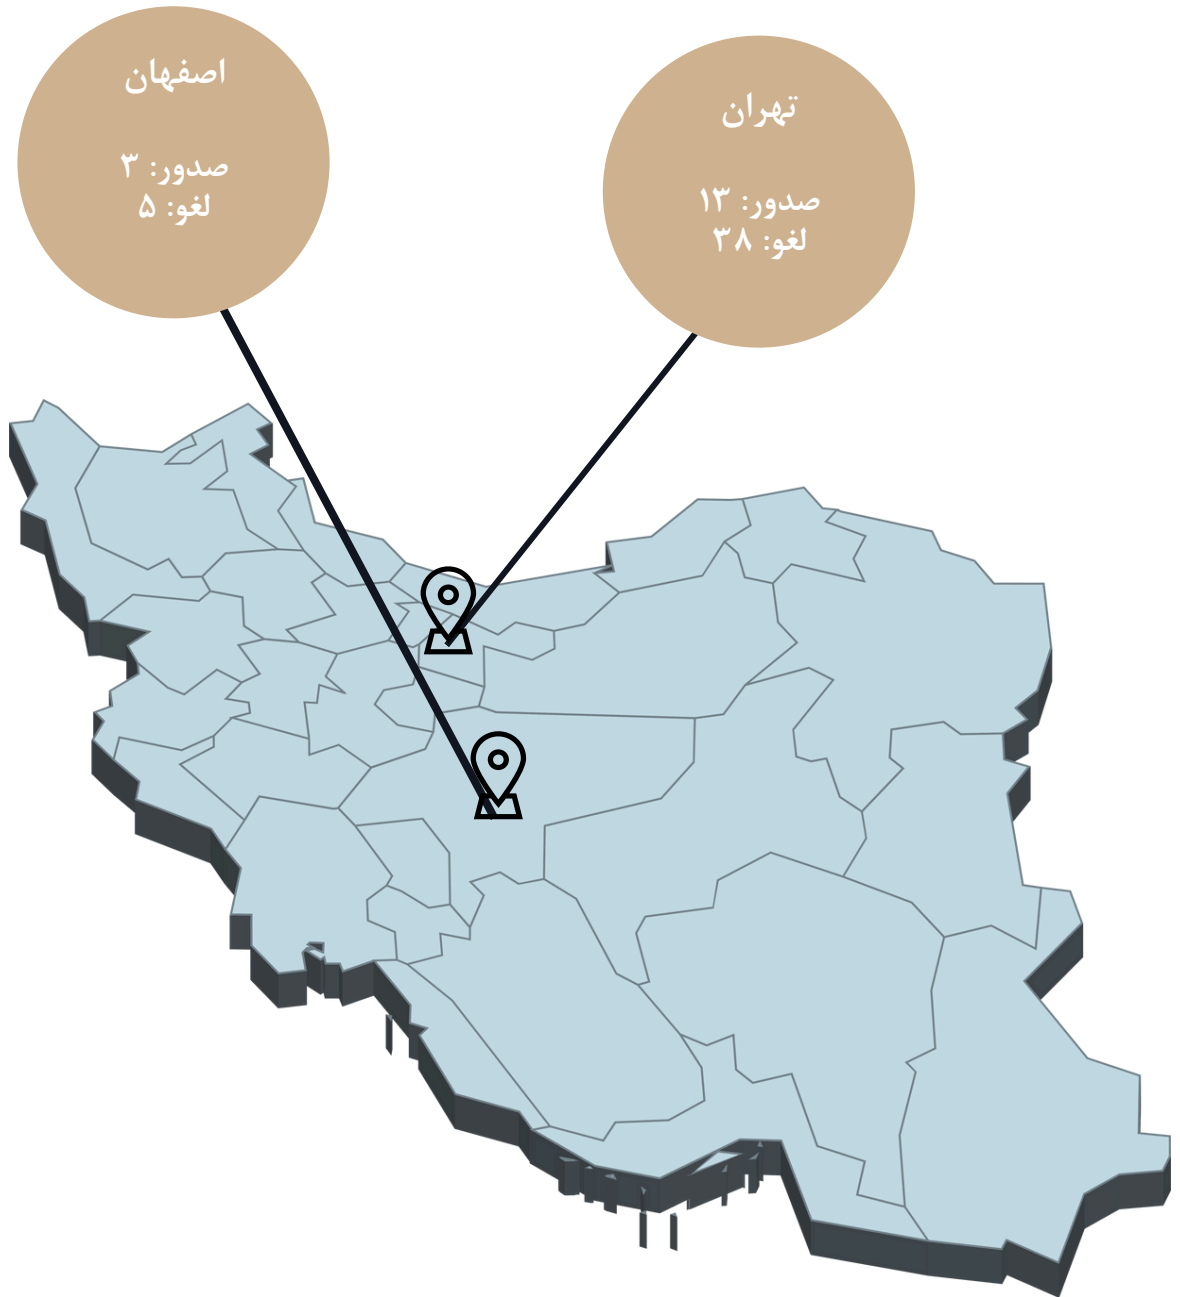 اصفهان
صدور: ۳
لغو: ۵
تهران
صدور: ۱۳
لغو: ۳۸